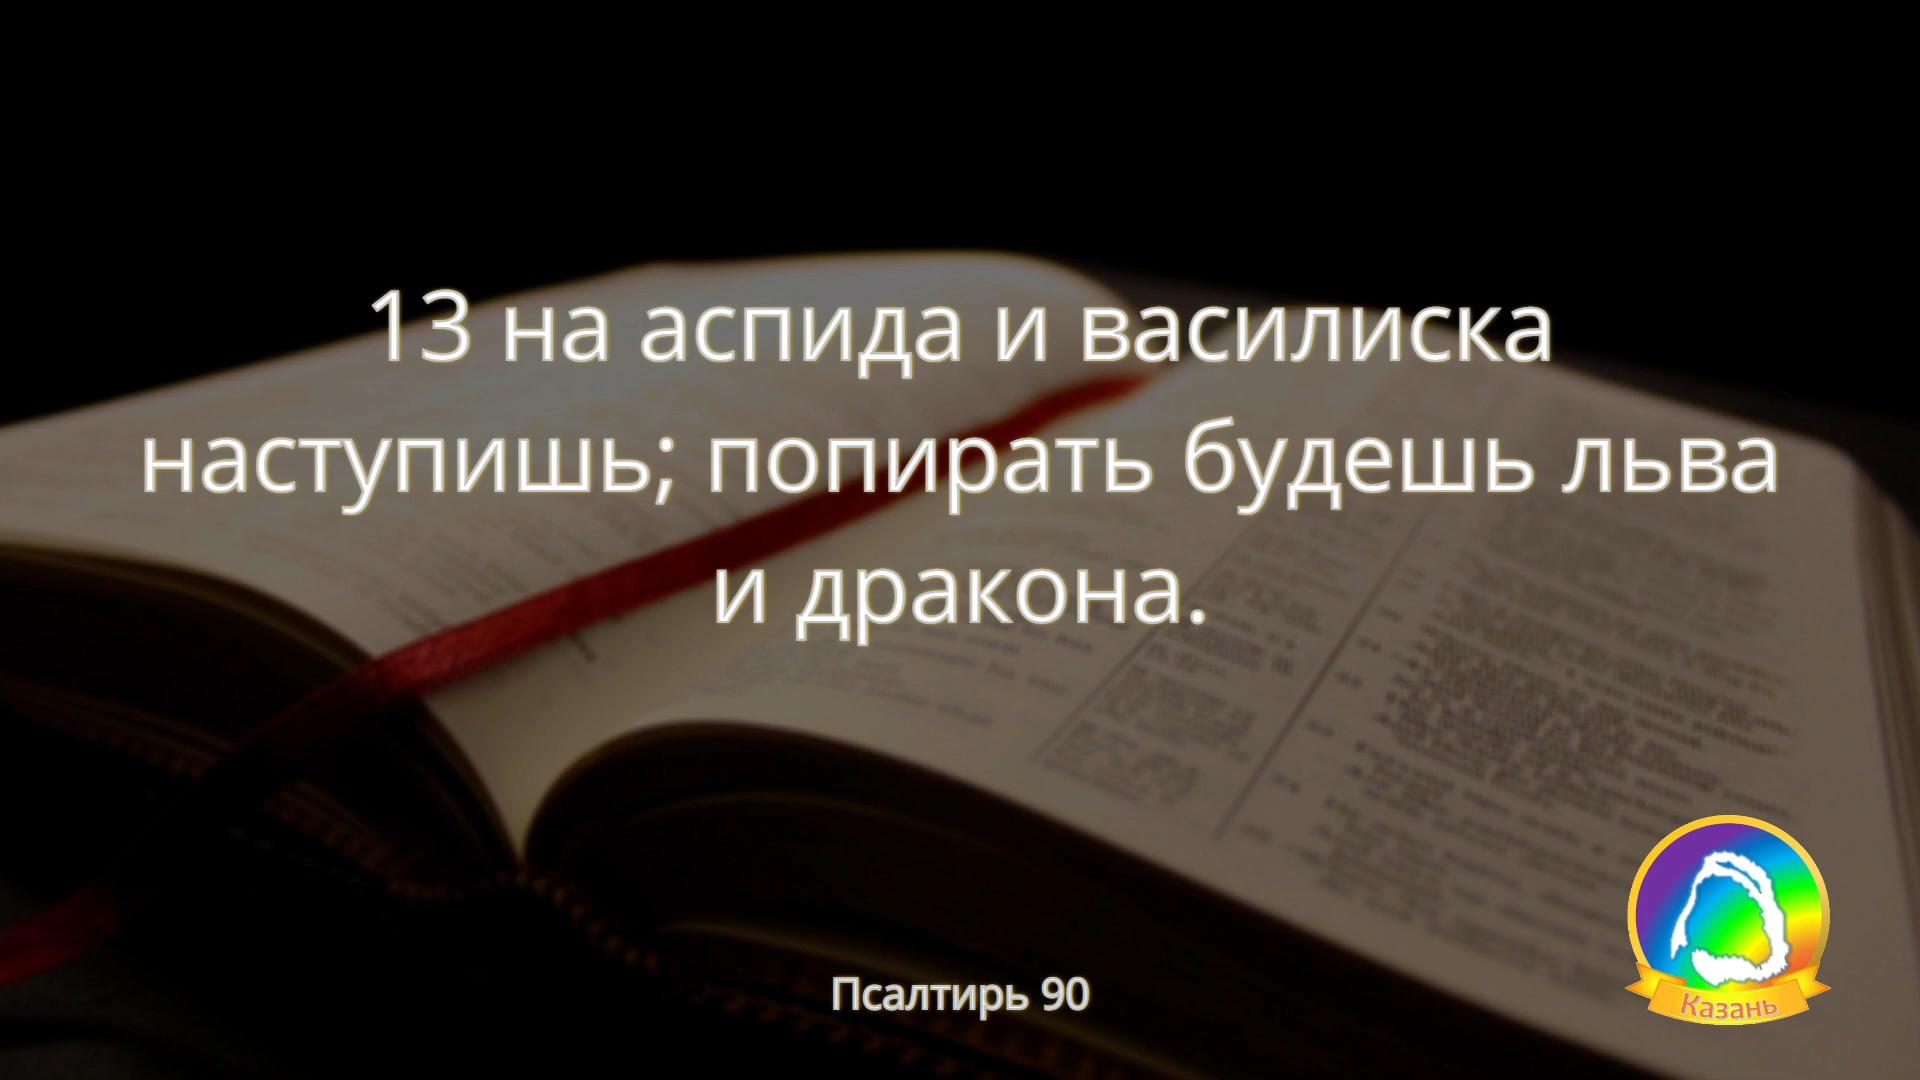 13 на аспида и василиска
наступишь; попирать будешь льва
и дракона.
Псалтирь 90
Казань